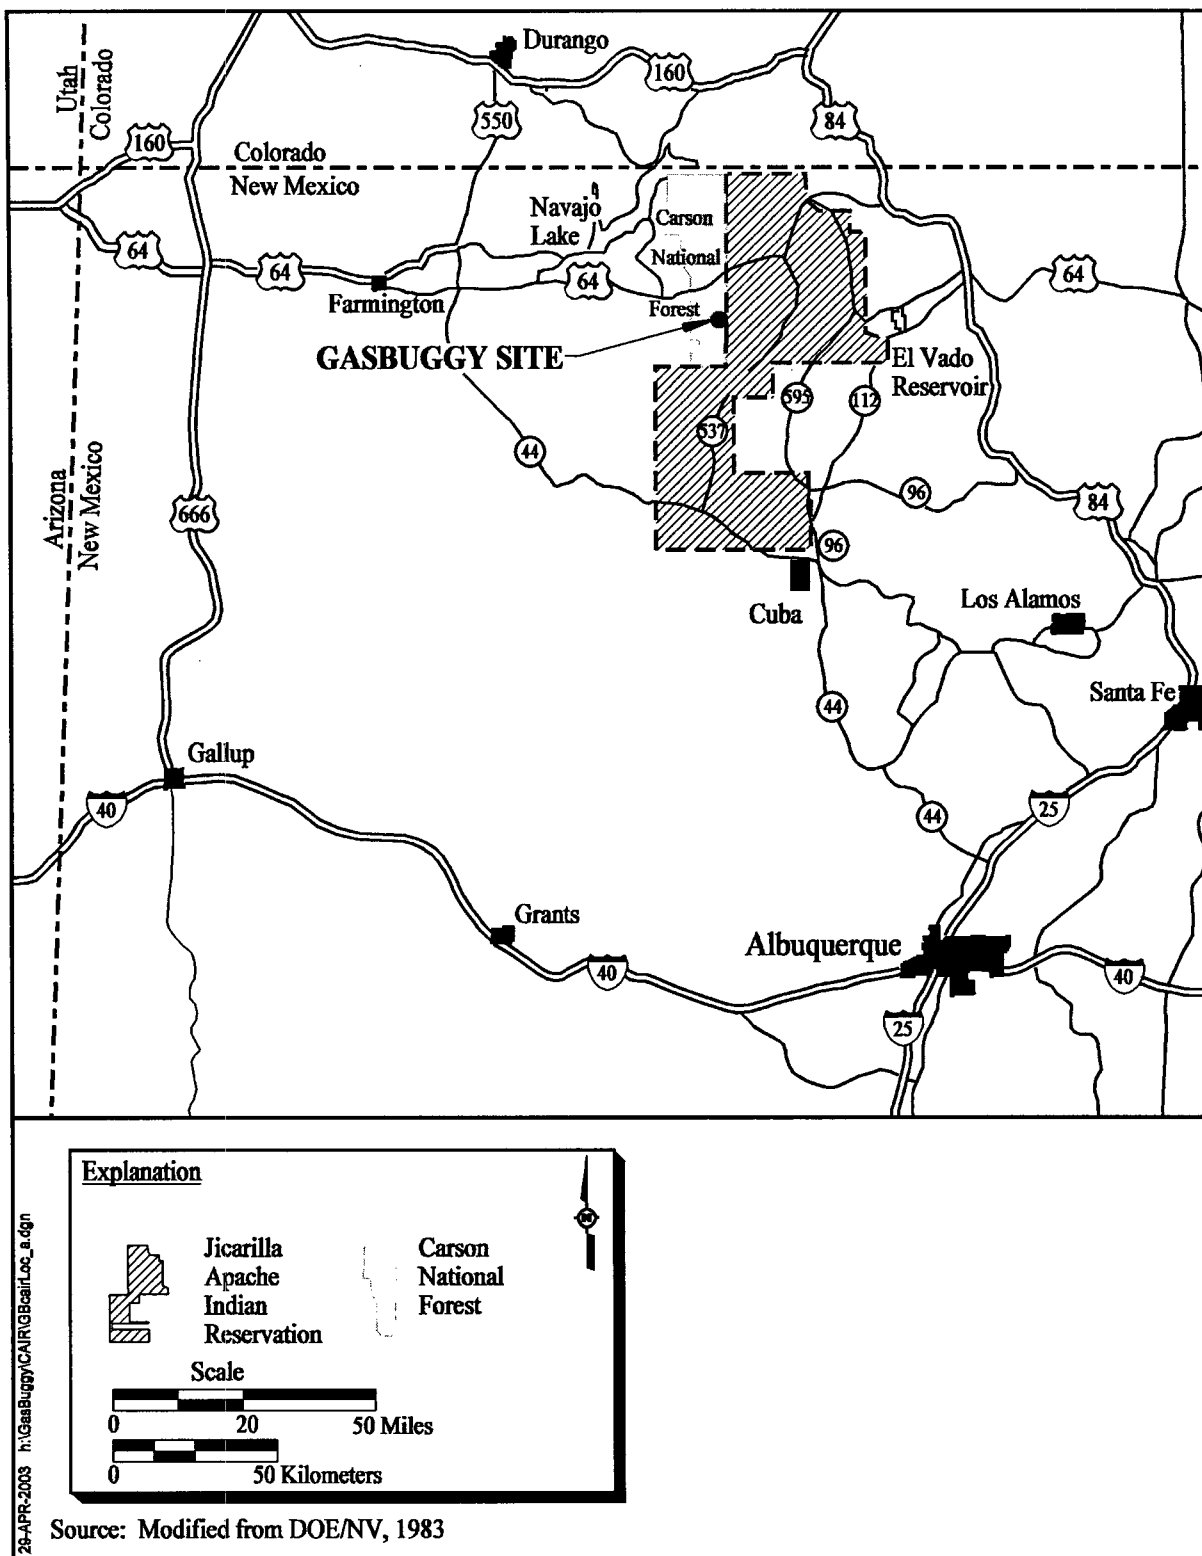 Durango
160
Utah
Colorado
550
84
160
Colorado
New Mexico
Navajo
Lake
Carson
64
National
64
64
64
Farmington
Forest
GASBUGGY SITE
El Vado
Reservoir
595
112
537
44
Arizona
New Mexico
96
84
666
96
Cuba
Los Alamos
Santa Fe
44
Gallup
40
25
44
Grants
Albuquerque
40
40
25
Explanation
Jicarilla
Apache
Indian
Reservation
Carson
National
Forest
Scale
0 20 50 Miles
0 50 Kilometers
29-APR-2003 h:\GasBuggy\CAIR\GBcairLoc_a.dgn
Source: Modified from DOE/NV, 1983